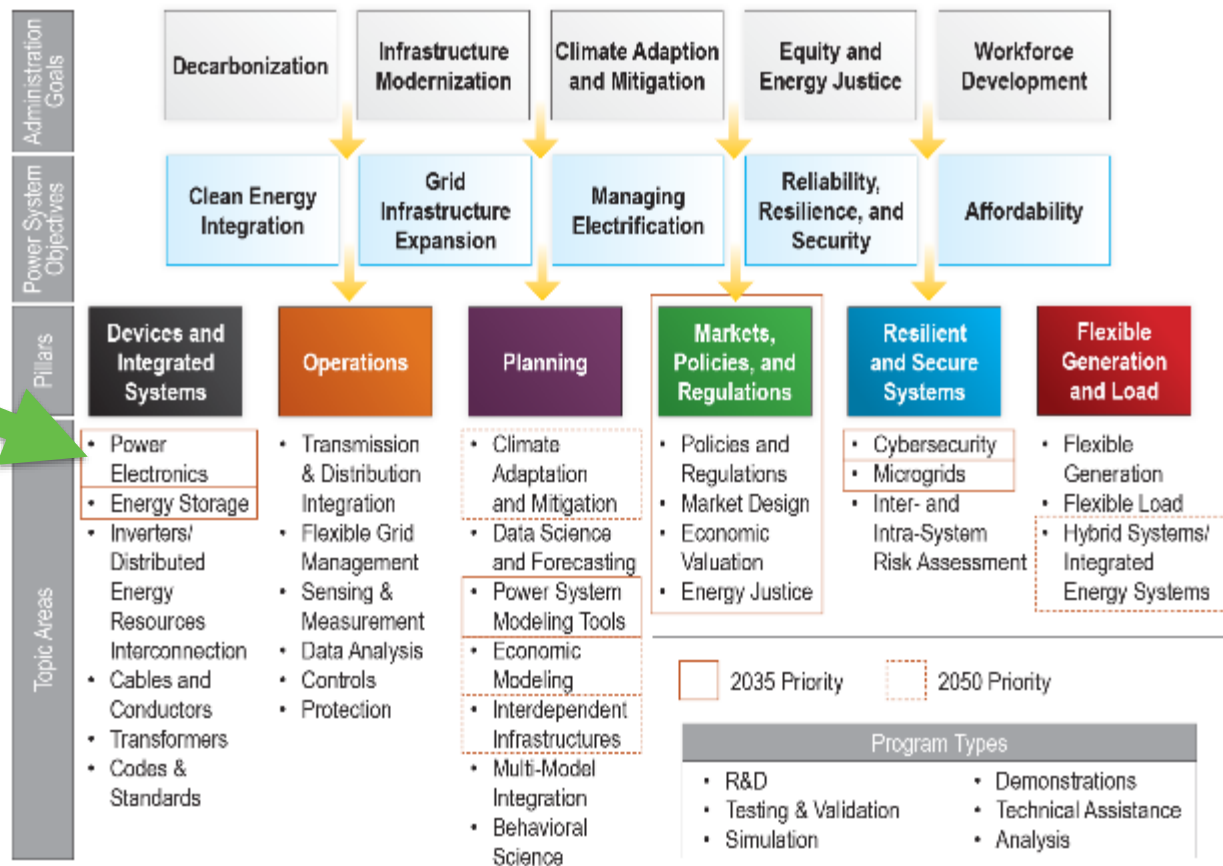 Administration
Goals
Decarbonization
Infrastructure
Modernization
Climate Adaption
and Mitigation
Equity and
Energy Justice
Workforce
Development
Power System
Objectives
Clean Energy
Integration
Grid
Infrastructure
Expansion
Managing
Electrification
Reliability,
Resilience, and
Security
Affordability
Pillars
Devices and
Integrated
Systems
Operations
Planning
Markets,
Policies, and
Regulations
Resilient
and Secure
Systems
Flexible
Generation
and Load
Topic Areas
• Power
Electronics
• Energy Storage
• Inverters/
Distributed
Energy
Resources
Interconnection
• Cables and
Conductors
• Transformers
• Codes &
Standards
• Transmission
& Distribution
Integration
• Flexible Grid
Management
• Sensing &
Measurement
• Data Analysis
• Controls
• Protection
• Climate
Adaptation
and Mitigation
• Data Science
and Forecasting
• Power System
Modeling Tools
• Economic
Modeling
• Interdependent
Infrastructures
• Multi-Model
Integration
• Behavioral
Science
• Policies and
Regulations
• Market Design
• Economic
Valuation
• Energy Justice
• Cybersecurity
• Microgrids
• Inter- and
Intra-System
Risk Assessment
• Flexible
Generation
• Flexible Load
• Hybrid Systems/
Integrated
Energy Systems
2035 Priority
2050 Priority
Program Types
• R&D
• Testing & Validation
• Simulation
• Demonstrations
• Technical Assistance
• Analysis